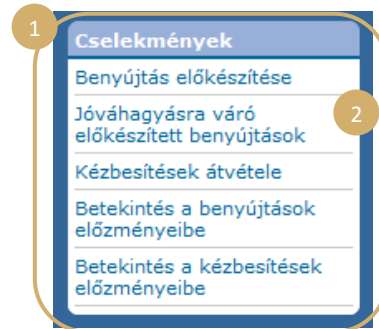 1
Cselekmények
Benyújtás előkészítése
Jóváhagyásra váró
előkészített benyújtások
2
Kézbesítések átvétele
Betekintés a benyújtások
előzményeibe
Betekintés a kézbesítések
előzményeibe